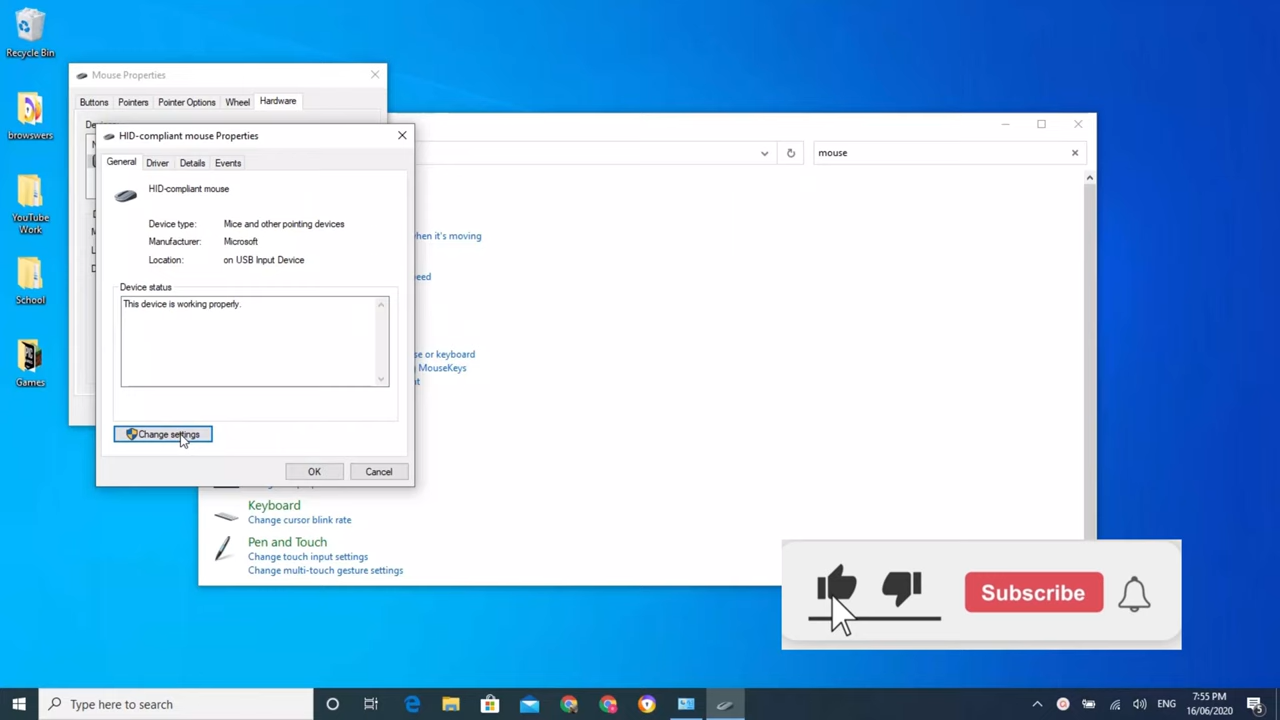 Recycle Bin
browswers
YouTube
Work
School
Games
Mouse Properties
Buttons
Pointers
Pointer Options
Wheel
Hardware
HID-compliant mouse Properties
General
Driver
Details
Events
HID-compliant mouse
Device type: Mice and other pointing devices
Manufacturer: Microsoft
Location: on USB Input Device
Device status
This device is working properly.
Change settings
OK
Cancel
mouse
when it's moving
eed
se or keyboard
MouseKeys
Keyboard
Change cursor blink rate
Pen and Touch
Change touch input settings
Change multi-touch gesture settings
Subscribe
Type here to search
ENG
7:55 PM
16/06/2020
5